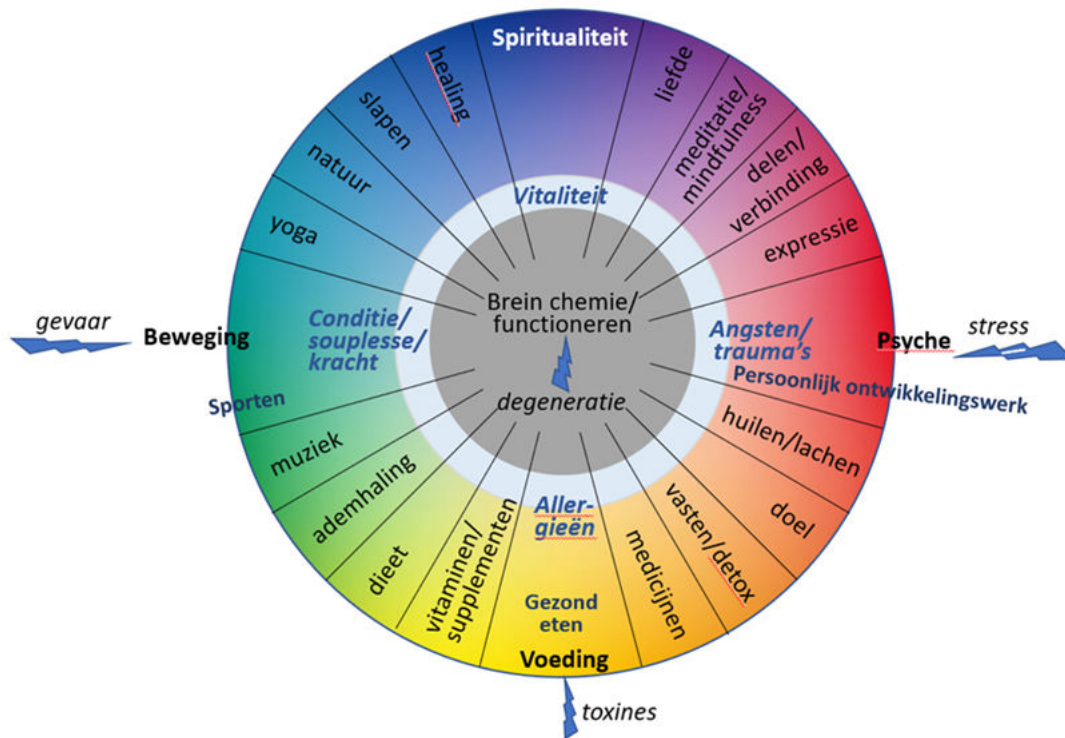 Spiritualiteit
healing
liefde
slapen
meditatie/
mindfulness
natuur
delen/
verbinding
yoga
expressie
Vitaliteit
Brein chemie/
functioneren
degeneratie
gevaar
Beweging
Conditie/
souplesse/
kracht
Angsten/
trauma's
Psyche
stress
Sporten
Persoonlijk ontwikkelingswerk
muziek
huilen/lachen
ademhaling
doel
dieet
vasten/detox
vitaminen/
supplementen
medicijnen
Aller-
gieën
Gezond
eten
Voeding
toxines